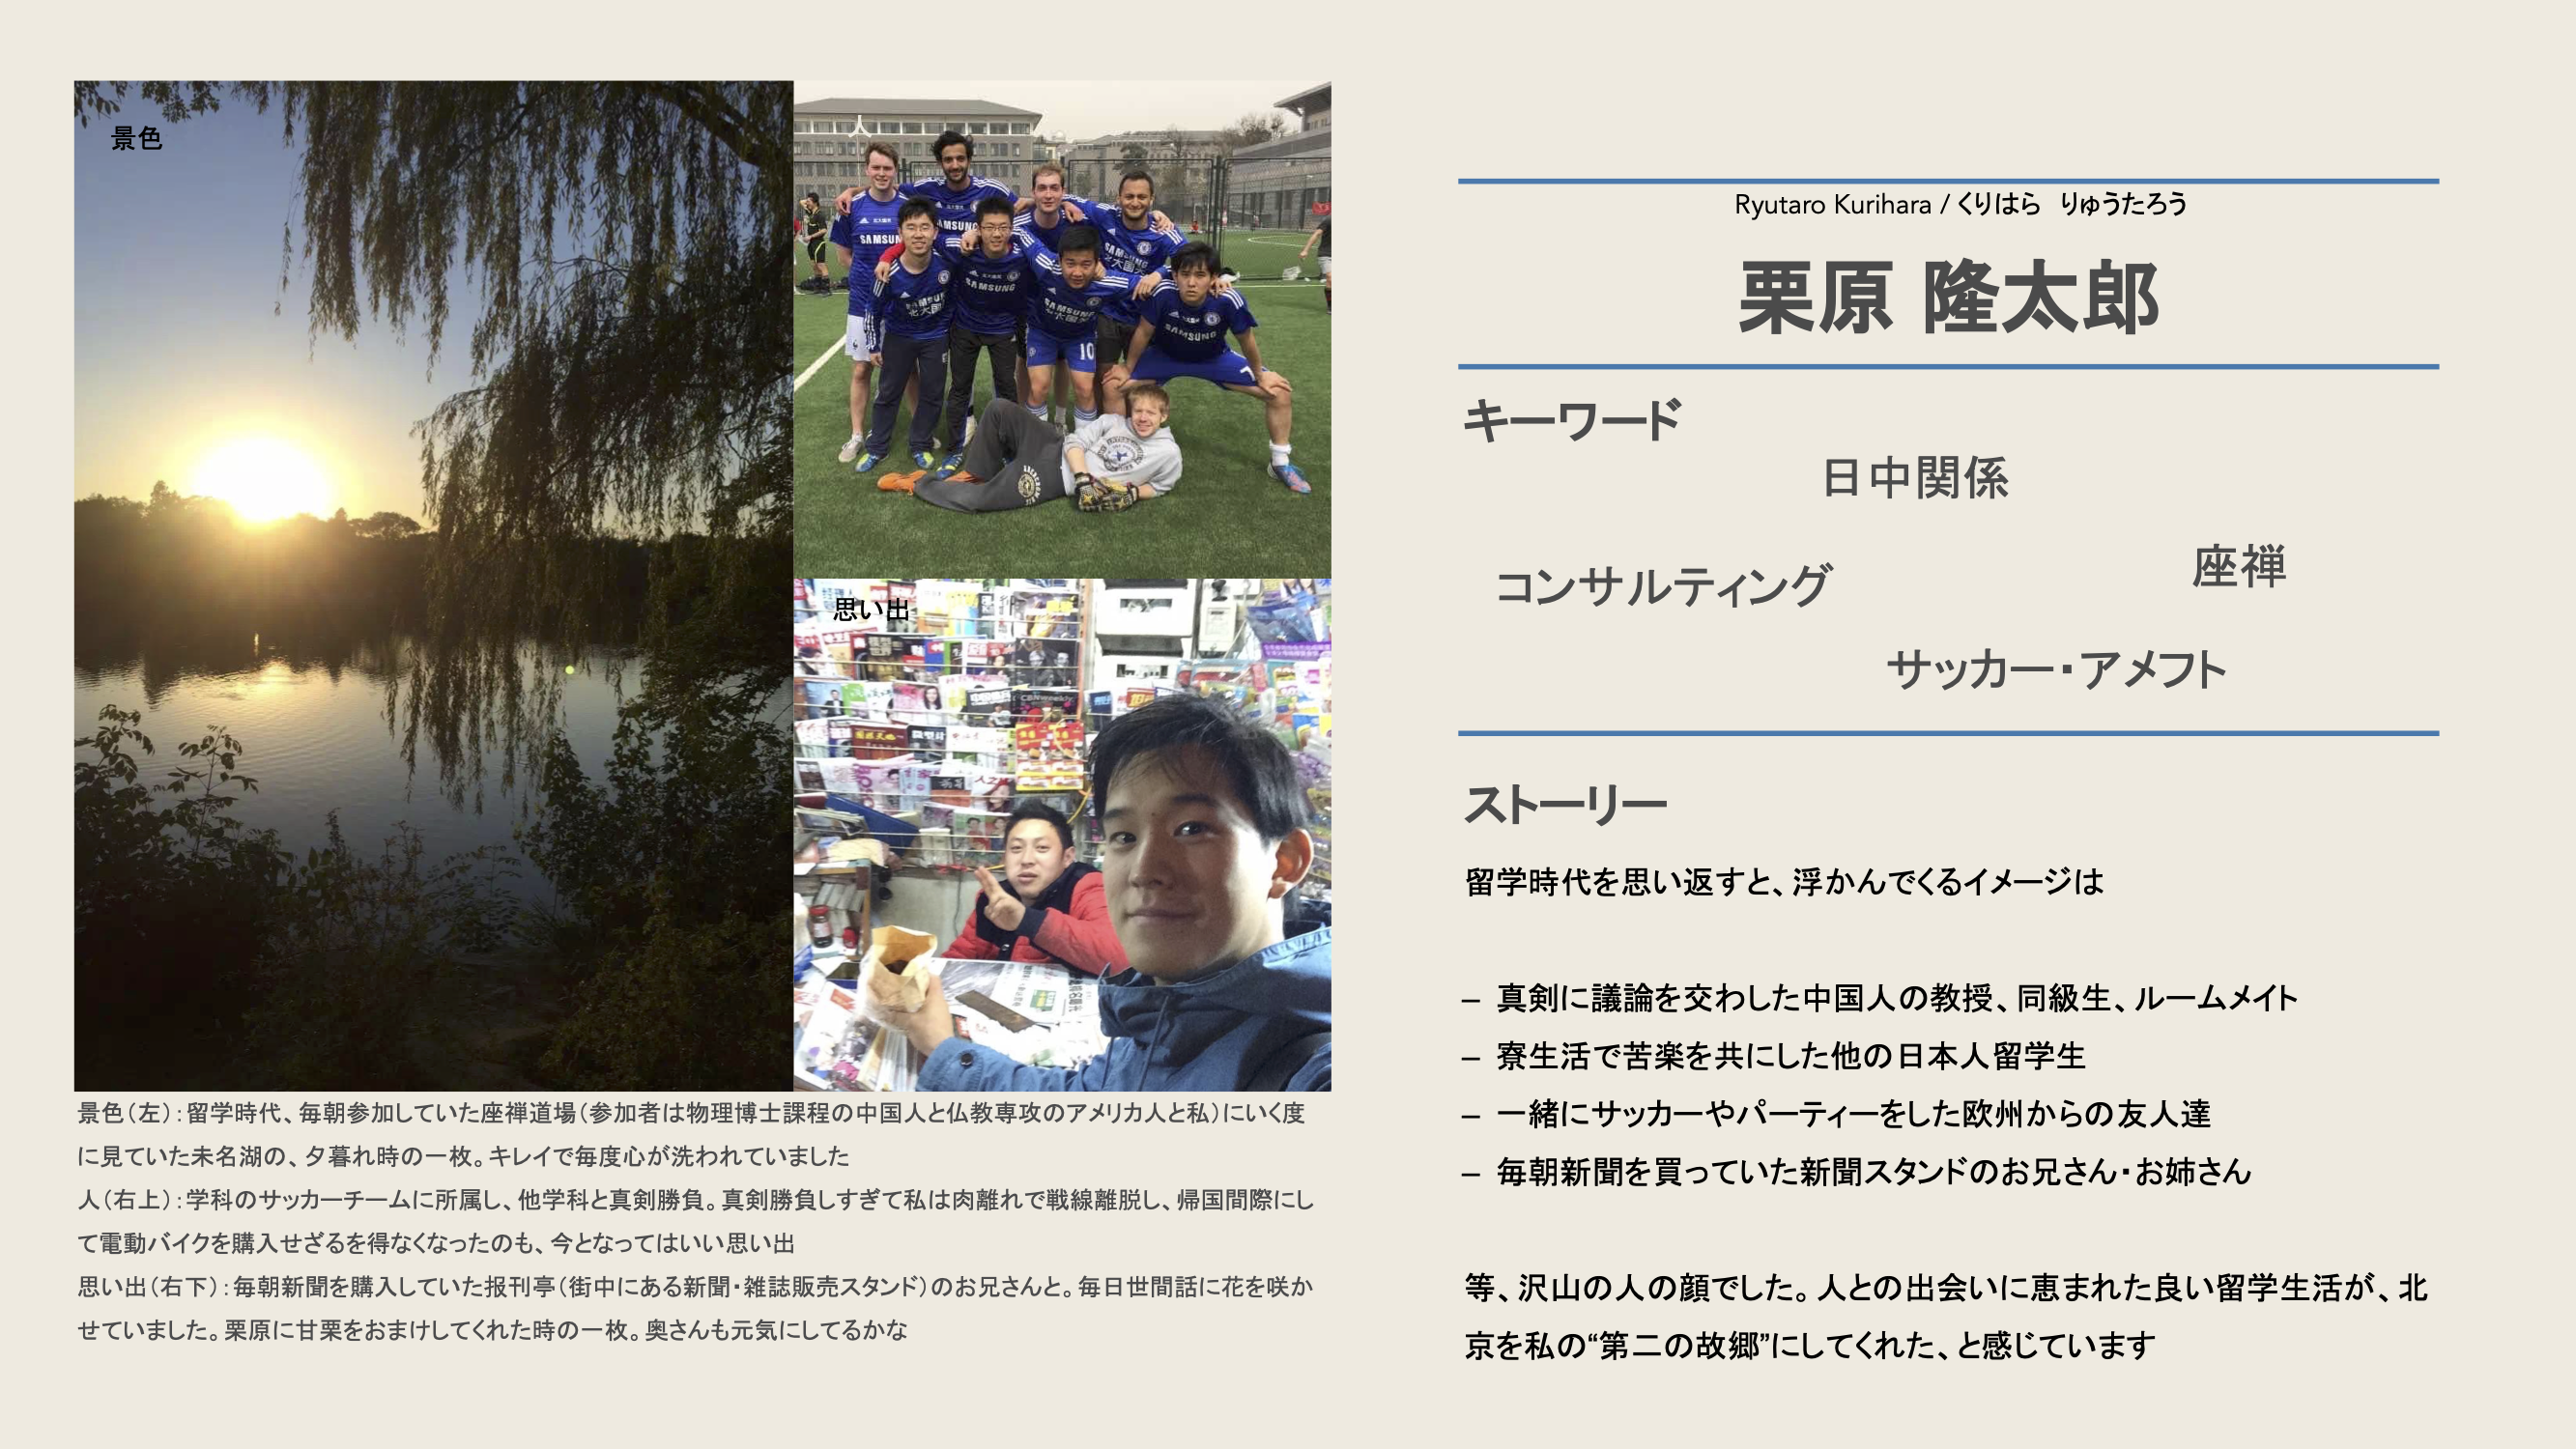 景色
人
思い出
景色（左）：留学時代、毎朝参加していた座禅道場（参加者は物理博士課程の中国人と仏教専攻のアメリカ人と私）にいく度
に見ていた未名湖の、夕暮れ時の一枚。キレイで毎度心が洗われていました
人（右上）：学科のサッカーチームに所属し、他学科と真剣勝負。真剣勝負しすぎて私は肉離れで戦線離脱し、帰国間際にし
て電動バイクを購入せざるを得なくなったのも、今となってはいい思い出
思い出（右下）：毎朝新聞を購入していた报刊亭（街中にある新聞・雑誌販売スタンド）のお兄さんと。毎日世間話に花を咲か
せていました。栗原に甘栗をおまけしてくれた時の一枚。奥さんも元気にしてるかな
Ryutaro Kurihara / くりはら　りゅうたろう
栗原 隆太郎
キーワード
日中関係
座禅
コンサルティング
サッカー・アメフト
ストーリー
留学時代を思い返すと、浮かんでくるイメージは
– 真剣に議論を交わした中国人の教授、同級生、ルームメイト
– 寮生活で苦楽を共にした他の日本人留学生
– 一緒にサッカーやパーティーをした欧州からの友人達
– 毎朝新聞を買っていた新聞スタンドのお兄さん・お姉さん
等、沢山の人の顔でした。人との出会いに恵まれた良い留学生活が、北
京を私の“第二の故郷”にしてくれた、と感じています
SAMSUNG
SAMSUNG
SAMSUNG
SAMSUNG
10
7
CBNweekly